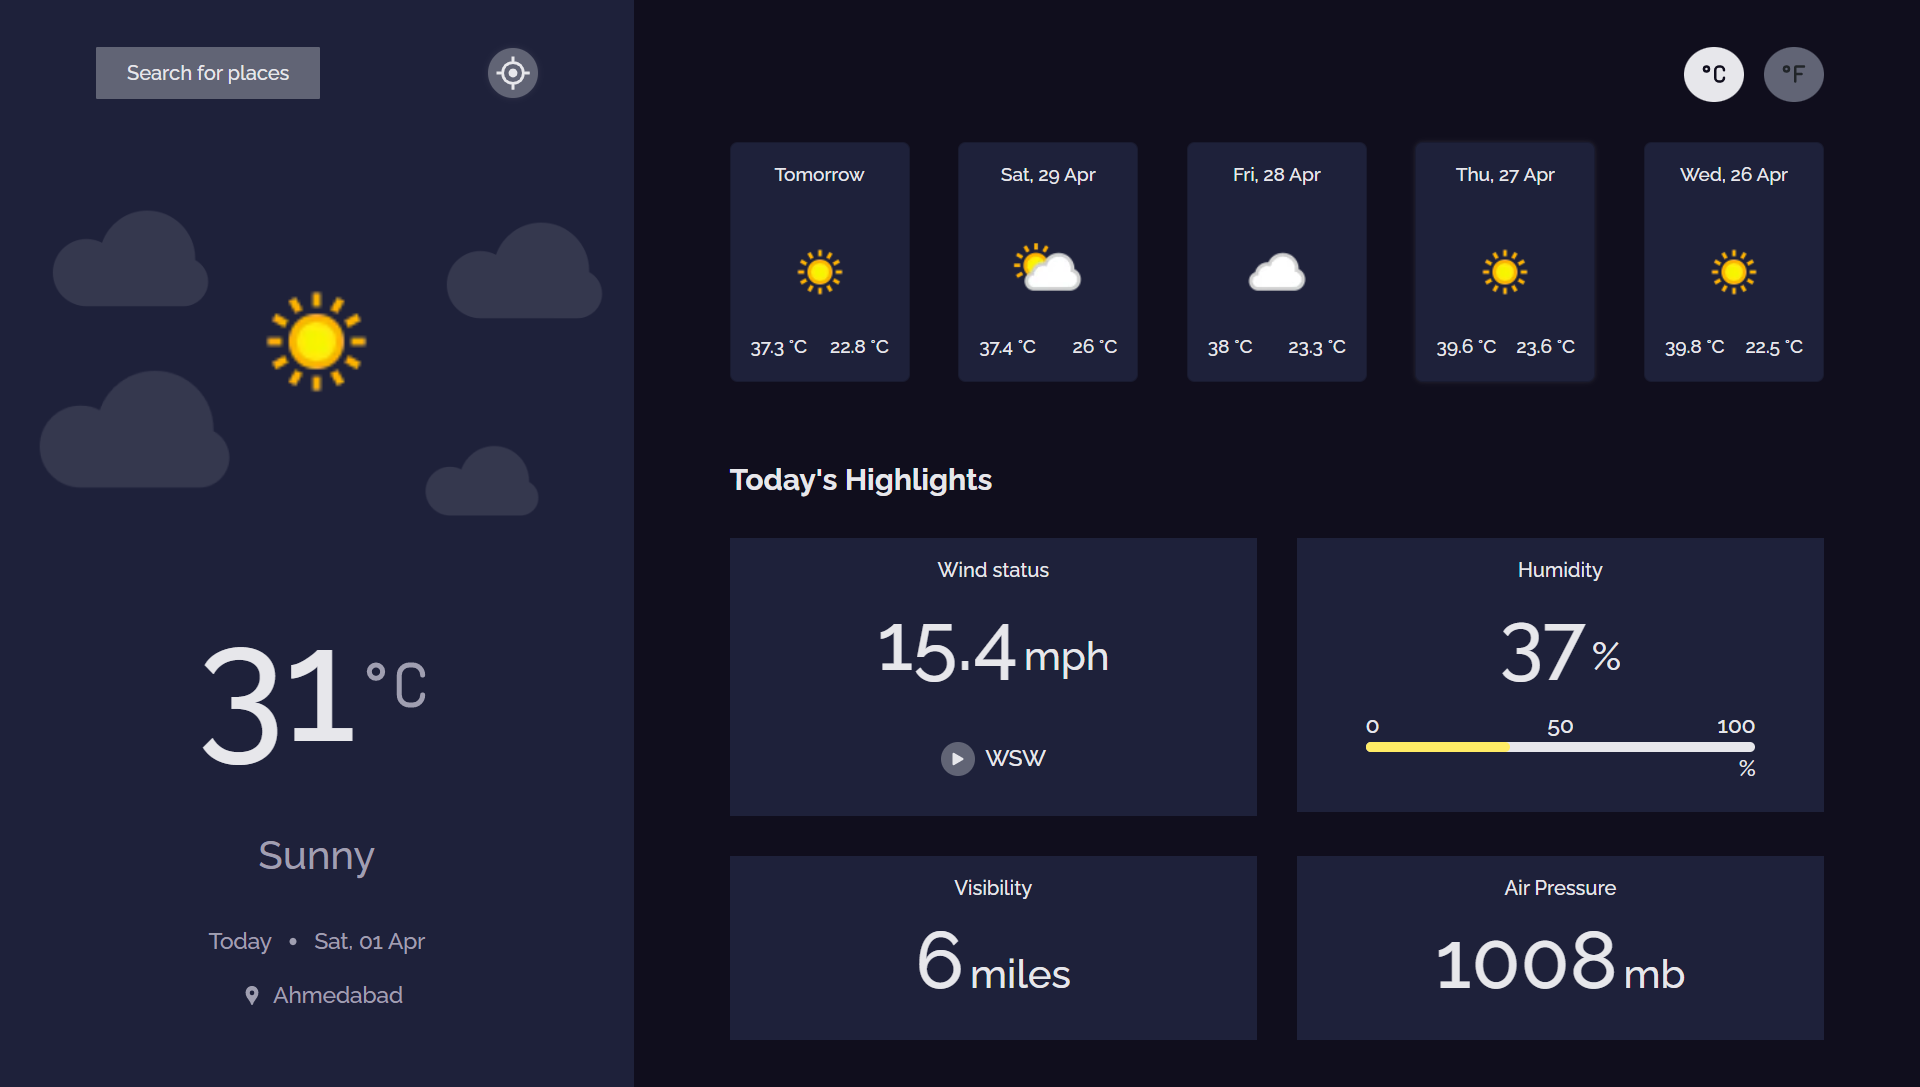 Search for places
31 °C
Sunny
Today • Sat, 01 Apr
Ahmedabad
°C °F
Tomorrow
37.3 °C 22.8 °C
Sat, 29 Apr
37.4 °C 26 °C
Fri, 28 Apr
38 °C 23.3 °C
Thu, 27 Apr
39.6 °C 23.6 °C
Wed, 26 Apr
39.8 °C 22.5 °C
Today's Highlights
Wind status
15.4 mph
WSW
Humidity
37 %
0 50 100
%
Visibility
6 miles
Air Pressure
1008 mb